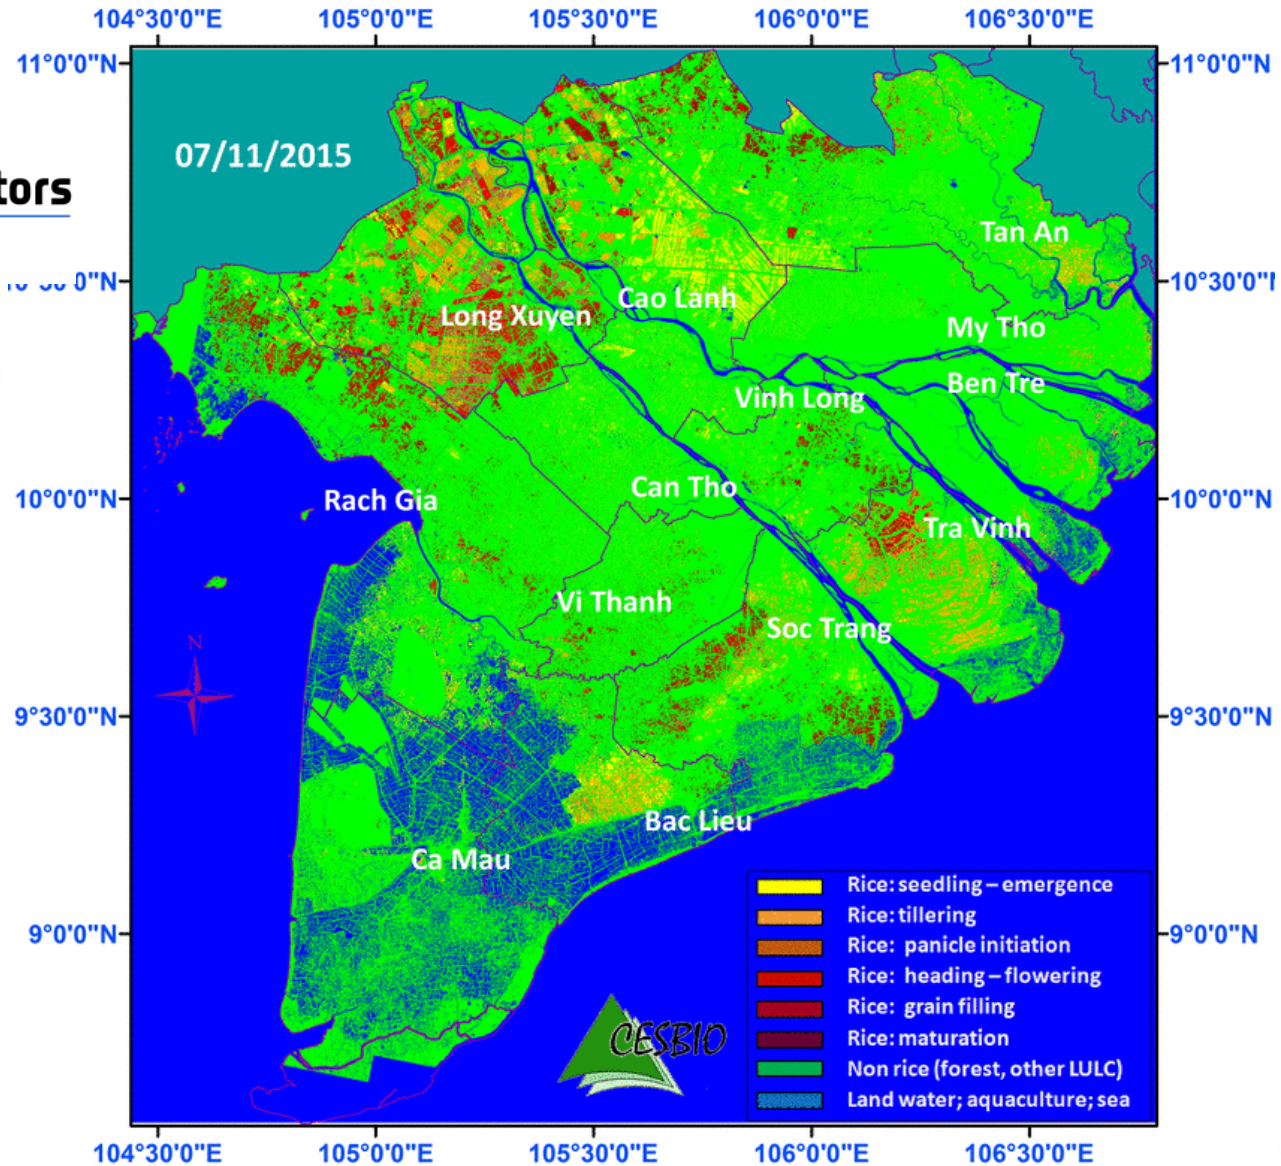 104°30'0"E 105°0'0"E 105°30'0"E 106°0'0"E 106°30'0"E
11°0'0"N 11°0'0"N
07/11/2015
tors
Tan An
0"N 10°30'0"
Cao Lanh
Long Xuyen
My Tho
Ben Tre
Vinh Long
Can Tho
10°0'0"N 10°0'0"N
Rach Gia
Tra Vinh
Vi Thanh
Soc Trang
N
9°30'0"N 9°30'0"N
Bac Lieu
Ca Mau
Rice: seedling – emergence
Rice: tillering
9°0'0"N 9°0'0"N
Rice: panicle initiation
Rice: heading – flowering
Rice: grain filling
Rice: maturation
CESBIO
Non rice (forest, other LULC)
Land water; aquaculture; sea
104°30'0"E 105°0'0"E 105°30'0"E 106°0'0"E 106°30'0"E